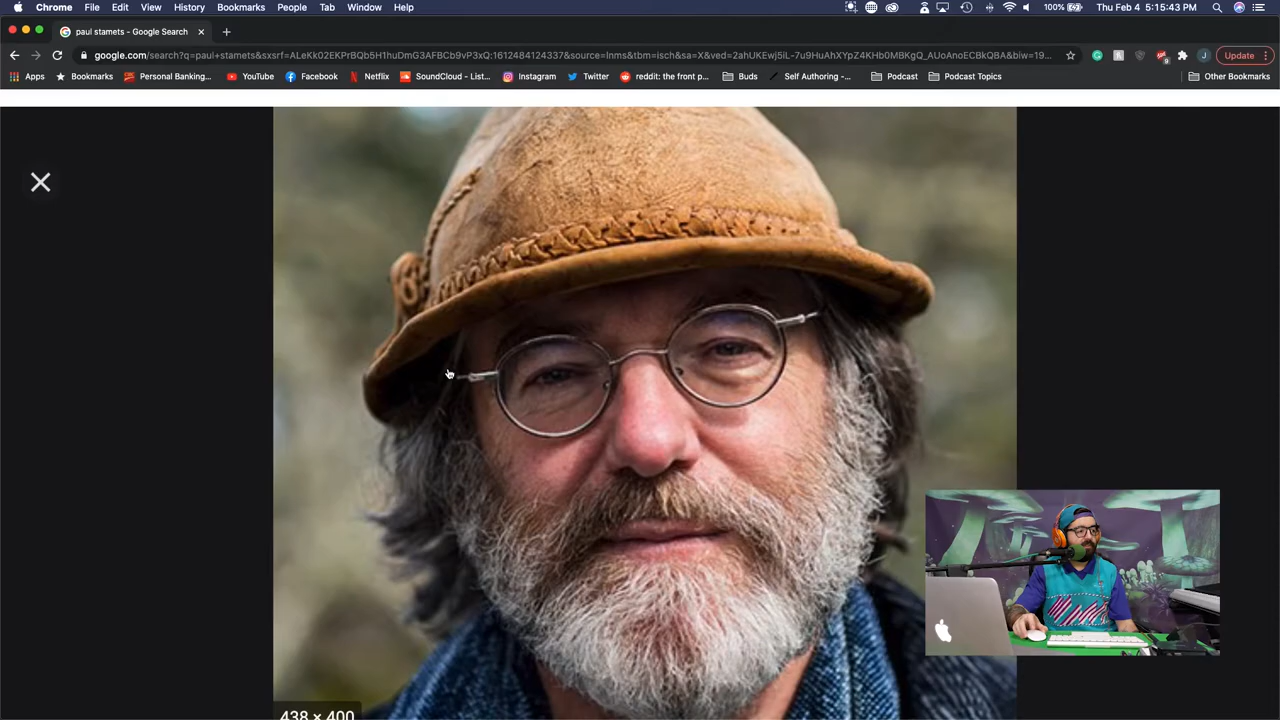 Chrome File Edit View History Bookmarks People Tab Window Help 100% Thu Feb 4 5:15:43 PM
paul stamets - Google Search
google.com/search?q=paul+stamets&sxsrf=ALeKk02EKPrBQb5H1huDmG3AFBCb9vP3xQ:1612484124337&source=lnms&tbm=isch&sa=X&ved=2ahUKEwj5iL-7u9HuAhXYpZ4KHb0MBKgQ_AUoAnoECBkQBA&biw=19... Update
Apps Bookmarks Personal Banking... YouTube Facebook Netflix SoundCloud – List... Instagram Twitter reddit: the front p... Buds Self Authoring -... Podcast Podcast Topics Other Bookmarks
438 × 400